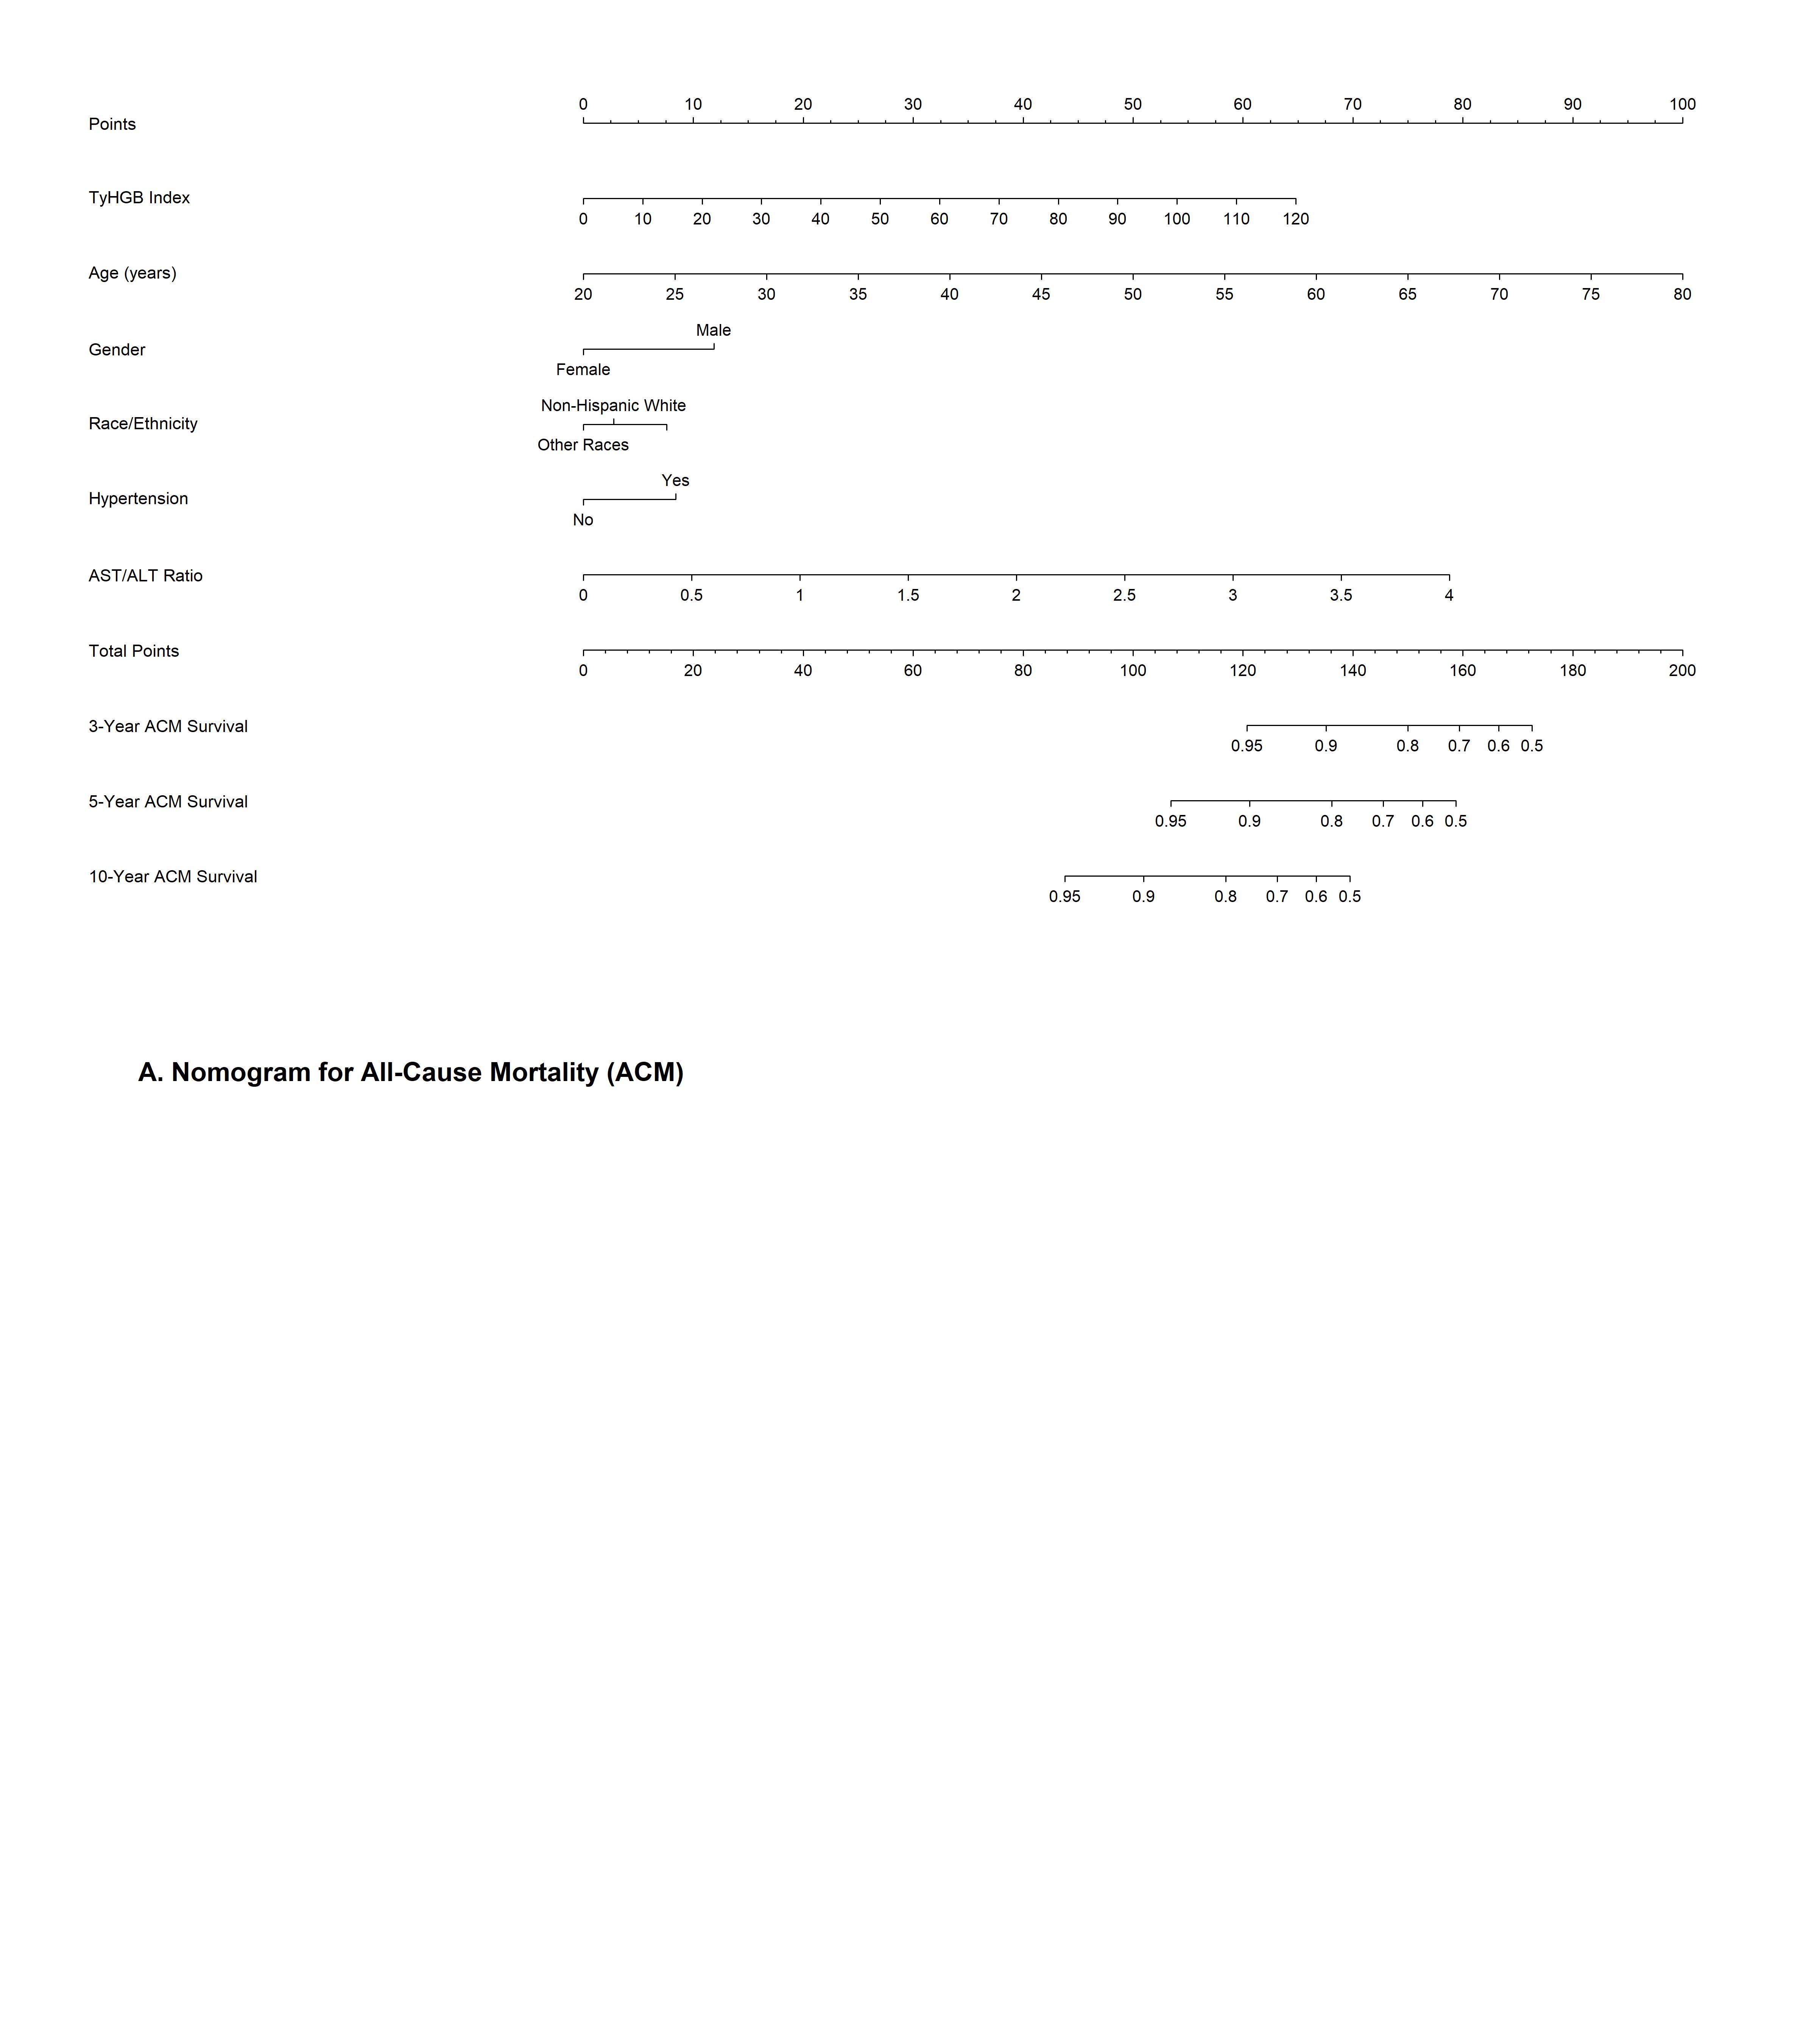 0 10 20 30 40 50 60 70 80 90 100
Points
TyHGB Index
0 10 20 30 40 50 60 70 80 90 100 110 120
Age (years)
20 25 30 35 40 45 50 55 60 65 70 75 80
Male
Gender
Female
Non-Hispanic White
Race/Ethnicity
Other Races
Yes
Hypertension
No
AST/ALT Ratio
0 0.5 1 1.5 2 2.5 3 3.5 4
Total Points
0 20 40 60 80 100 120 140 160 180 200
3-Year ACM Survival
0.95 0.9 0.8 0.7 0.6 0.5
5-Year ACM Survival
0.95 0.9 0.8 0.7 0.6 0.5
10-Year ACM Survival
0.95 0.9 0.8 0.7 0.6 0.5
A. Nomogram for All-Cause Mortality (ACM)